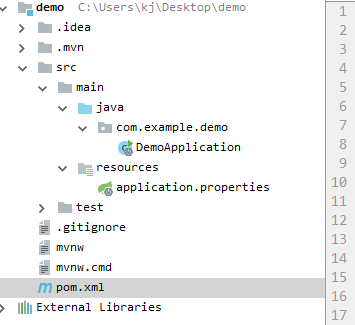 demo C:\Users\kj\Desktop\demo
.idea
.mvn
src
main
java
com.example.demo
DemoApplication
resources
application.properties
test
.gitignore
mvnw
mvnw.cmd
pom.xml
External Libraries
1
2
3
4
5
6
7
8
9
10
11
12
13
14
15
16
17